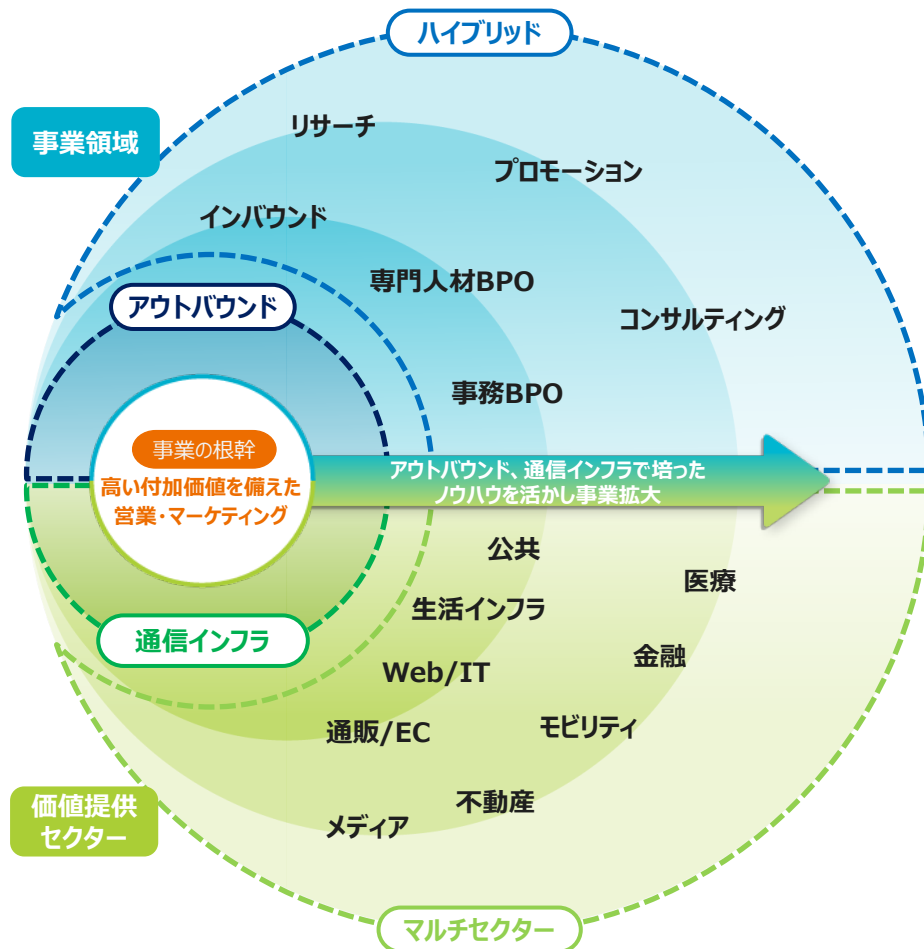 ハイブリッド
事業領域
リサーチ
プロモーション
インバウンド
専門人材BPO
アウトバウンド
コンサルティング
事務BPO
事業の根幹
高い付加価値を備えた
営業・マーケティング
アウトバウンド、通信インフラで培った
ノウハウを活かし事業拡大
公共
医療
生活インフラ
通信インフラ
金融
Web/IT
モビリティ
通販/EC
不動産
価値提供
セクター
メディア
マルチセクター